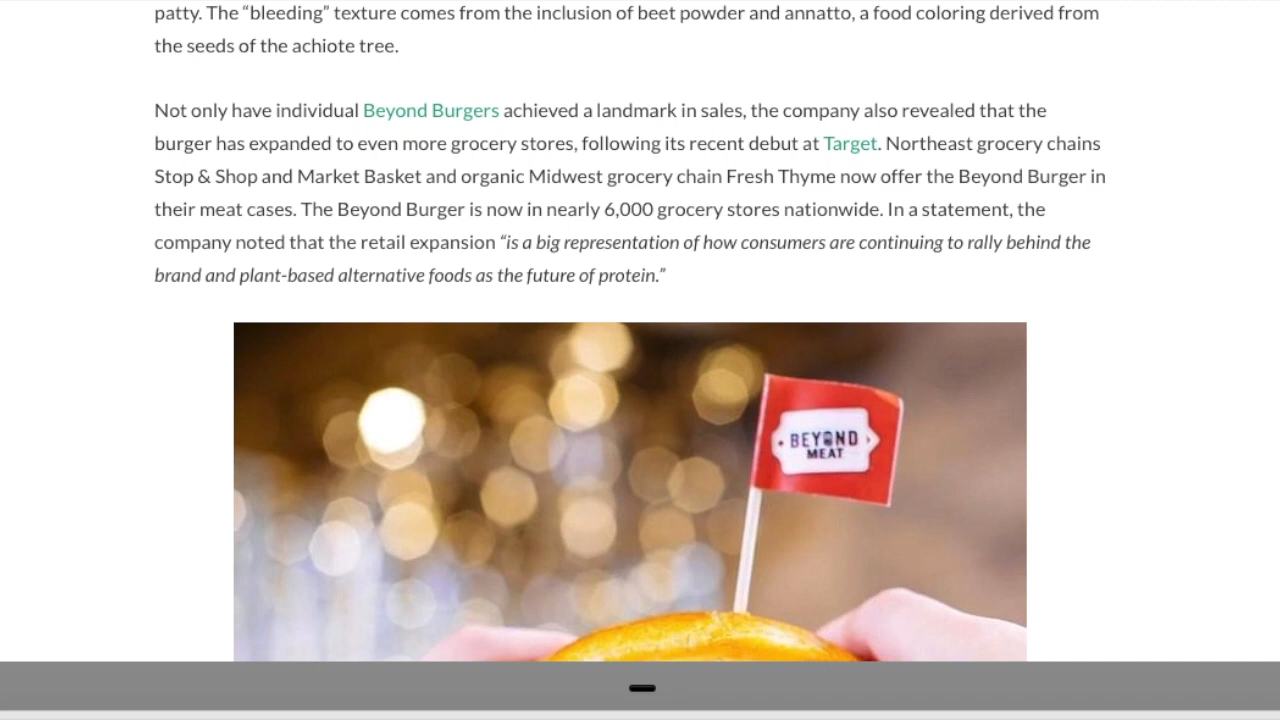 patty. The “bleeding” texture comes from the inclusion of beet powder and annatto, a food coloring derived from
the seeds of the achiote tree.
Not only have individual Beyond Burgers achieved a landmark in sales, the company also revealed that the
burger has expanded to even more grocery stores, following its recent debut at Target. Northeast grocery chains
Stop & Shop and Market Basket and organic Midwest grocery chain Fresh Thyme now offer the Beyond Burger in
their meat cases. The Beyond Burger is now in nearly 6,000 grocery stores nationwide. In a statement, the
company noted that the retail expansion “is a big representation of how consumers are continuing to rally behind the
brand and plant-based alternative foods as the future of protein.”
BEYOND
MEAT